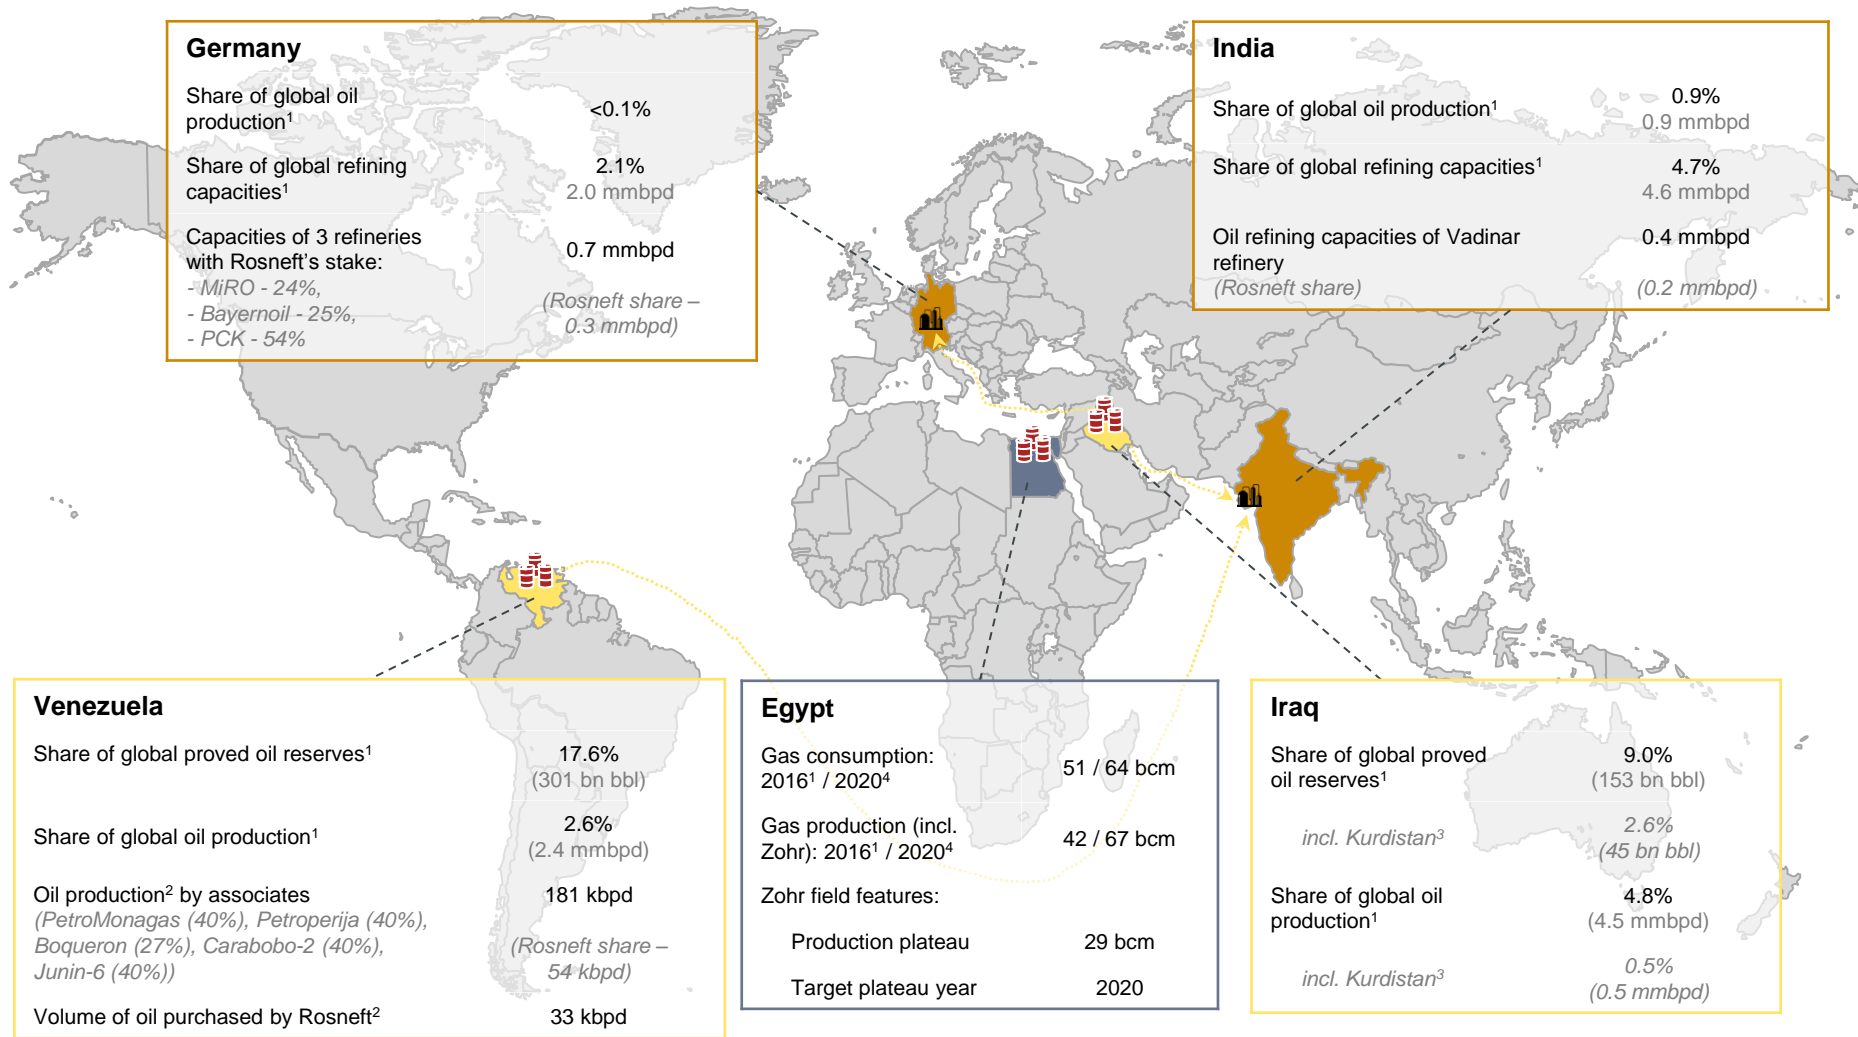 Germany
Share of global oil
production¹
<0.1%
Share of global refining
capacities¹
2.1%
2.0 mmbpd
Capacities of 3 refineries
with Rosneft’s stake:
- MiRO - 24%,
- Bayernoil - 25%,
- PCK - 54%
0.7 mmbpd
(Rosneft share –
0.3 mmbpd)
India
Share of global oil production¹
0.9%
0.9 mmbpd
Share of global refining capacities¹
4.7%
4.6 mmbpd
Oil refining capacities of Vadinar
refinery
(Rosneft share)
0.4 mmbpd
(0.2 mmbpd)
Venezuela
Share of global proved oil reserves¹
17.6%
(301 bn bbl)
Share of global oil production¹
2.6%
(2.4 mmbpd)
Oil production² by associates
(PetroMonagas (40%), Petroperija (40%),
Boqueron (27%), Carabobo-2 (40%),
Junin-6 (40%))
181 kbpd
(Rosneft share –
54 kbpd)
Volume of oil purchased by Rosneft²
33 kbpd
Egypt
Gas consumption:
2016¹ / 2020⁴
51 / 64 bcm
Gas production (incl.
Zohr): 2016¹ / 2020⁴
42 / 67 bcm
Zohr field features:
Production plateau
29 bcm
Target plateau year
2020
Iraq
Share of global proved
oil reserves¹
9.0%
(153 bn bbl)
incl. Kurdistan³
2.6%
(45 bn bbl)
Share of global oil
production¹
4.8%
(4.5 mmbpd)
incl. Kurdistan³
0.5%
(0.5 mmbpd)